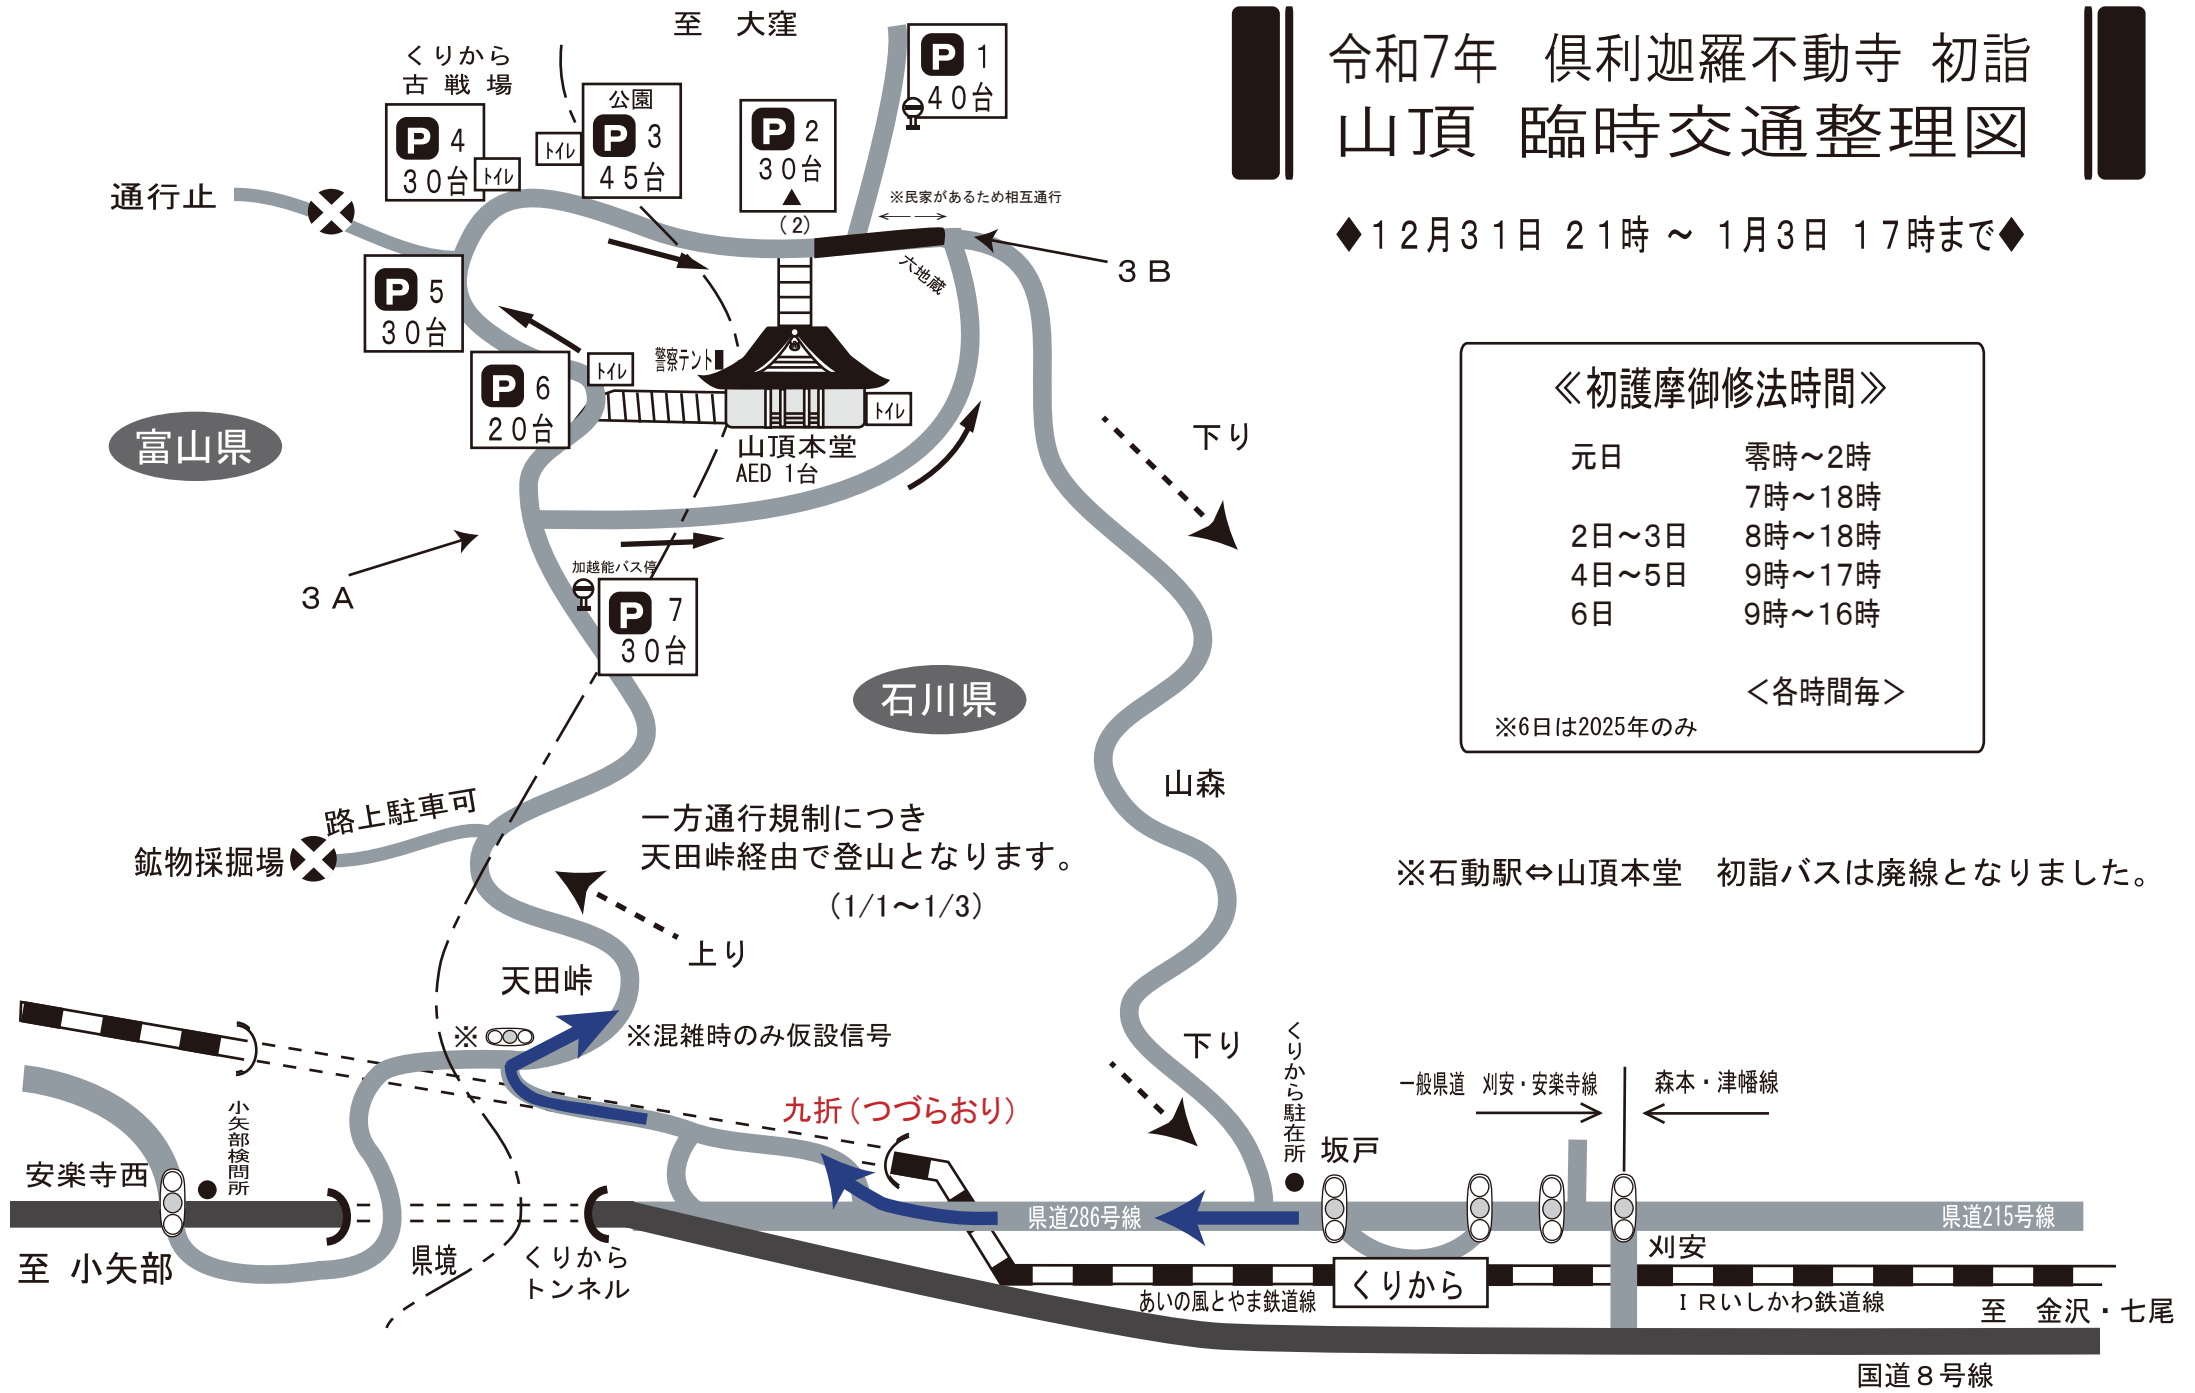 令和7年　倶利迦羅不動寺 初詣
山頂 臨時交通整理図
◆12月31日 21時 ～ 1月3日 17時まで◆
≪初護摩御修法時間≫
元日　零時～2時
7時～18時
2日～3日　8時～18時
4日～5日　9時～17時
6日　9時～16時
＜各時間毎＞
※6日は2025年のみ
※石動駅⇔山頂本堂　初詣バスは廃線となりました。
至　大窪
P 1
40台
くりから
古戦場
P 4
30台
トイレ
トイレ
公園
P 3
45台
P 2
30台
▲
(2)
※民家があるため相互通行
通行止
3B
六地蔵
P 5
30台
P 6
20台
トイレ
警察テント
トイレ
山頂本堂
AED 1台
富山県
3A
加越能バス停
P 7
30台
石川県
下り
山森
路上駐車可
鉱物採掘場
一方通行規制につき
天田峠経由で登山となります。
(1/1～1/3)
上り
天田峠
※
※混雑時のみ仮設信号
九折(つづらおり)
下り
くりから駐在所
坂戸
一般県道　刈安・安楽寺線
森本・津幡線
小矢部検問所
安楽寺西
至 小矢部
県境
くりから
トンネル
県道286号線
県道215号線
刈安
くりから
あいの風とやま鉄道線
IRいしかわ鉄道線
至　金沢・七尾
国道8号線